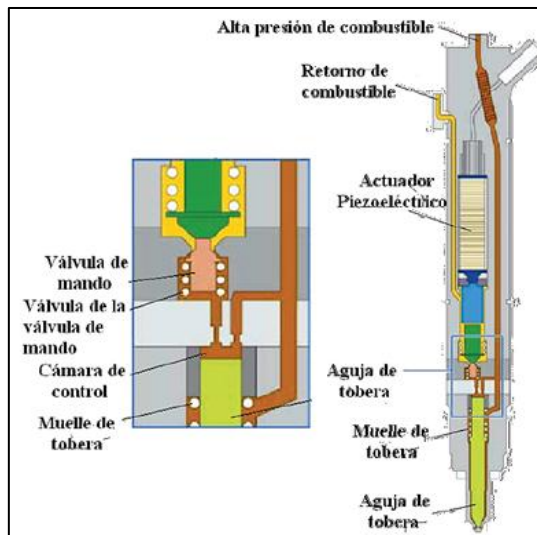 Alta presión de combustible
Retorno de
combustible
Actuador
Piezoeléctrico
Válvula de
mando
Válvula de la
válvula de
mando
Cámara de
control
Muelle de
tobera
Aguja de
tobera
Muelle de
tobera
Aguja de
tobera